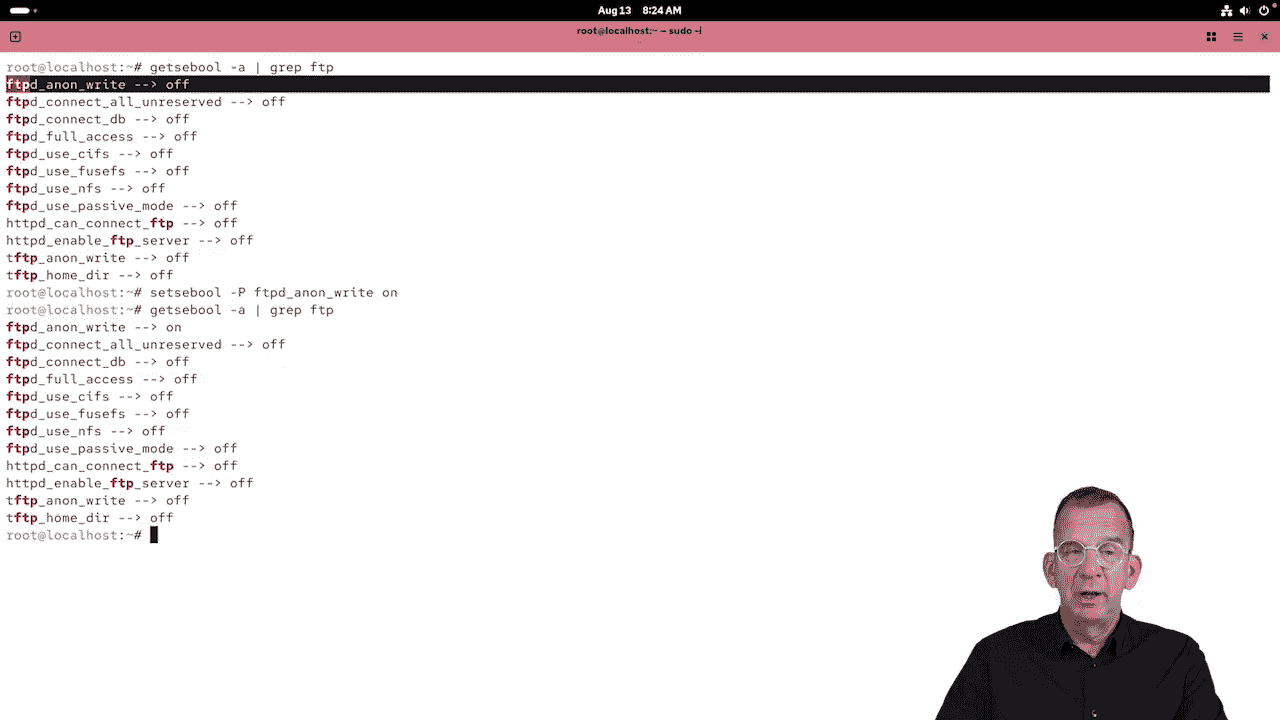 Aug 13 8:24 AM
root@localhost:~ — sudo -i
root@localhost:~# getsebool -a | grep ftp
ftpd_anon_write --> off
ftpd_connect_all_unreserved --> off
ftpd_connect_db --> off
ftpd_full_access --> off
ftpd_use_cifs --> off
ftpd_use_fusefs --> off
ftpd_use_nfs --> off
ftpd_use_passive_mode --> off
httpd_can_connect_ftp --> off
httpd_enable_ftp_server --> off
tftp_anon_write --> off
tftp_home_dir --> off
root@localhost:~# setsebool -P ftpd_anon_write on
root@localhost:~# getsebool -a | grep ftp
ftpd_anon_write --> on
ftpd_connect_all_unreserved --> off
ftpd_connect_db --> off
ftpd_full_access --> off
ftpd_use_cifs --> off
ftpd_use_fusefs --> off
ftpd_use_nfs --> off
ftpd_use_passive_mode --> off
httpd_can_connect_ftp --> off
httpd_enable_ftp_server --> off
tftp_anon_write --> off
tftp_home_dir --> off
root@localhost:~#